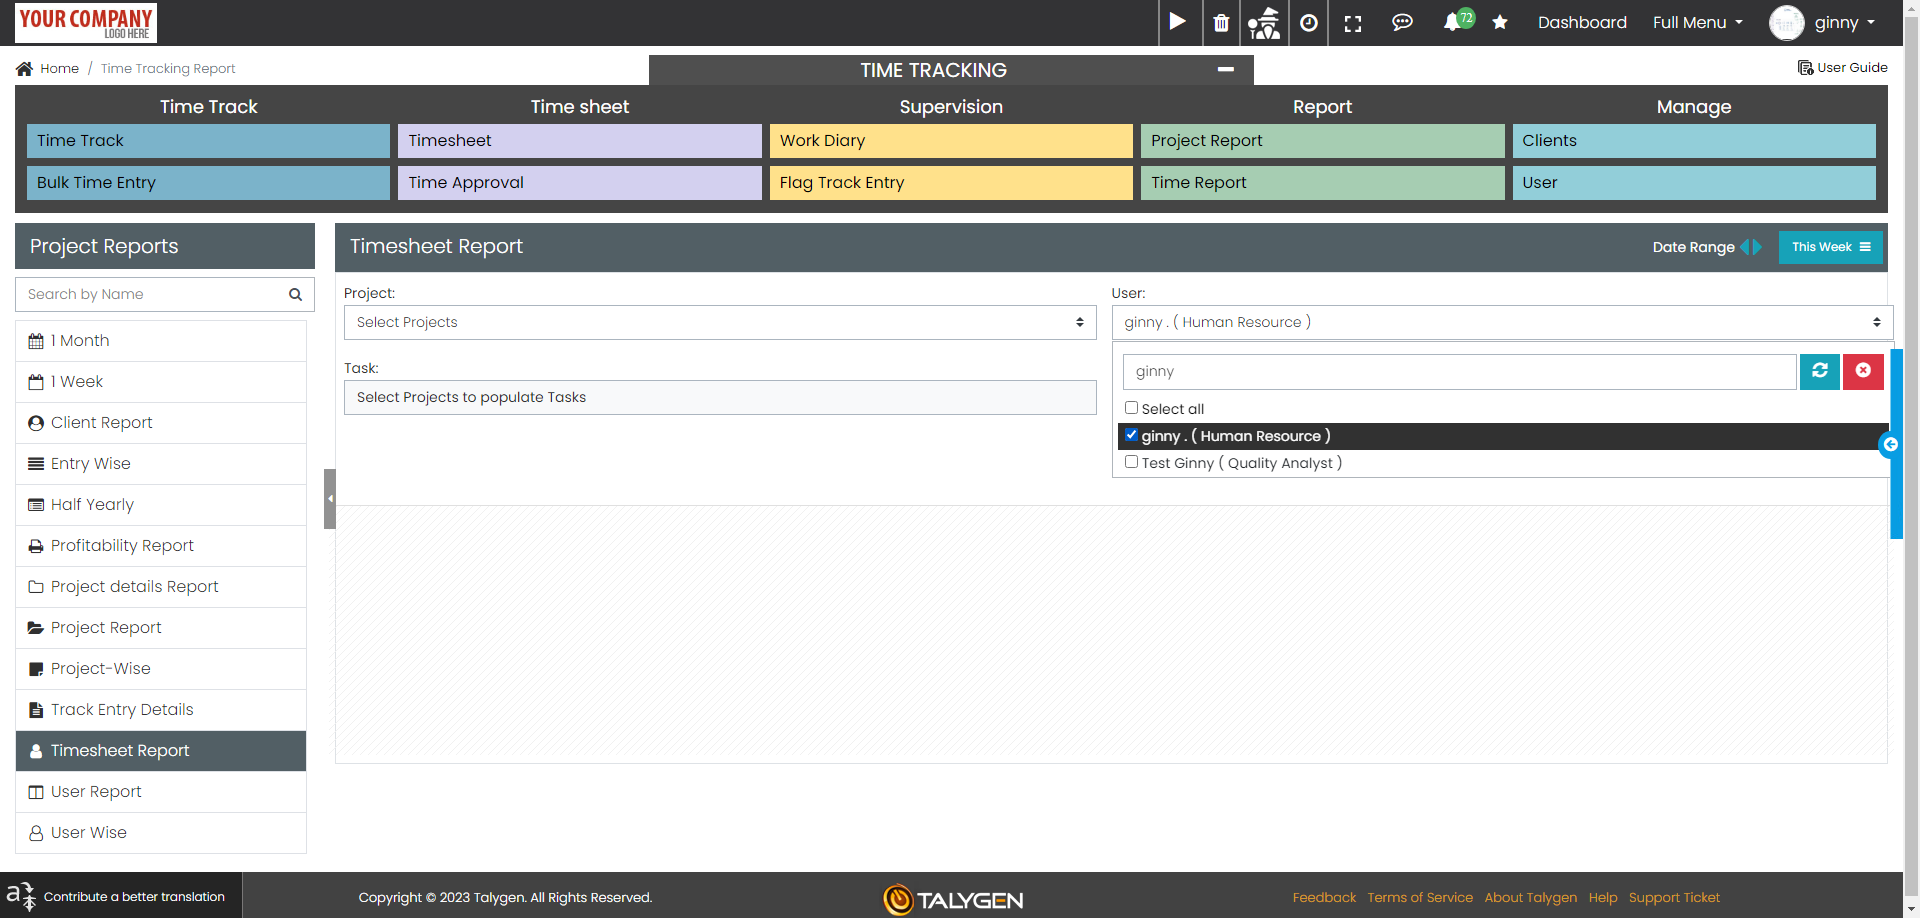 YOUR COMPANY
LOGO HERE
72
Dashboard
Full Menu
ginny
Home / Time Tracking Report
TIME TRACKING
User Guide
Time Track
Time sheet
Supervision
Report
Manage
Time Track
Timesheet
Work Diary
Project Report
Clients
Bulk Time Entry
Time Approval
Flag Track Entry
Time Report
User
Project Reports
Search by Name
1 Month
1 Week
Client Report
Entry Wise
Half Yearly
Profitability Report
Project details Report
Project Report
Project-Wise
Track Entry Details
Timesheet Report
User Report
User Wise
Timesheet Report
Date Range
This Week
Project:
Select Projects
Task:
Select Projects to populate Tasks
User:
ginny . ( Human Resource )
ginny
Select all
ginny . ( Human Resource )
Test Ginny ( Quality Analyst )
Contribute a better translation
Copyright © 2023 Talygen. All Rights Reserved.
TALYGEN
Feedback
Terms of Service
About Talygen
Help
Support Ticket